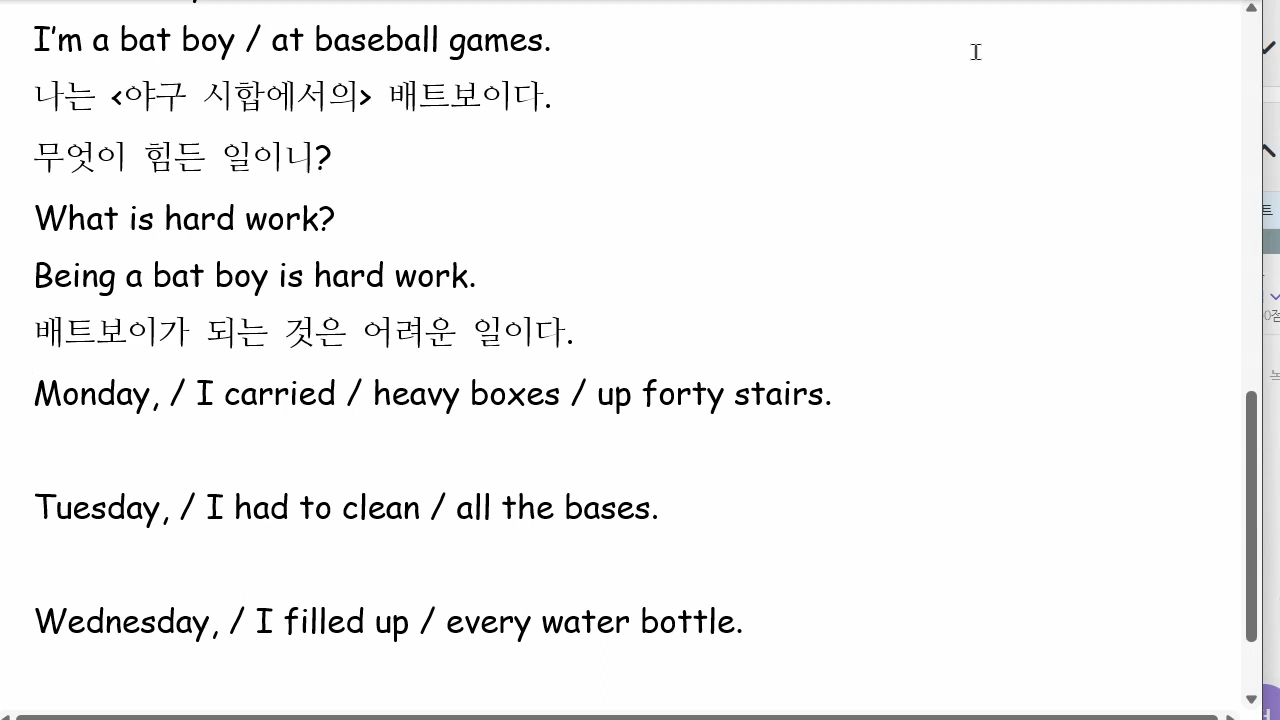 I'm a bat boy / at baseball games.
나는 <야구 시합에서의> 배트보이다.
무엇이 힘든 일이니?
What is hard work?
Being a bat boy is hard work.
배트보이가 되는 것은 어려운 일이다.
Monday, / I carried / heavy boxes / up forty stairs.
Tuesday, / I had to clean / all the bases.
Wednesday, / I filled up / every water bottle.